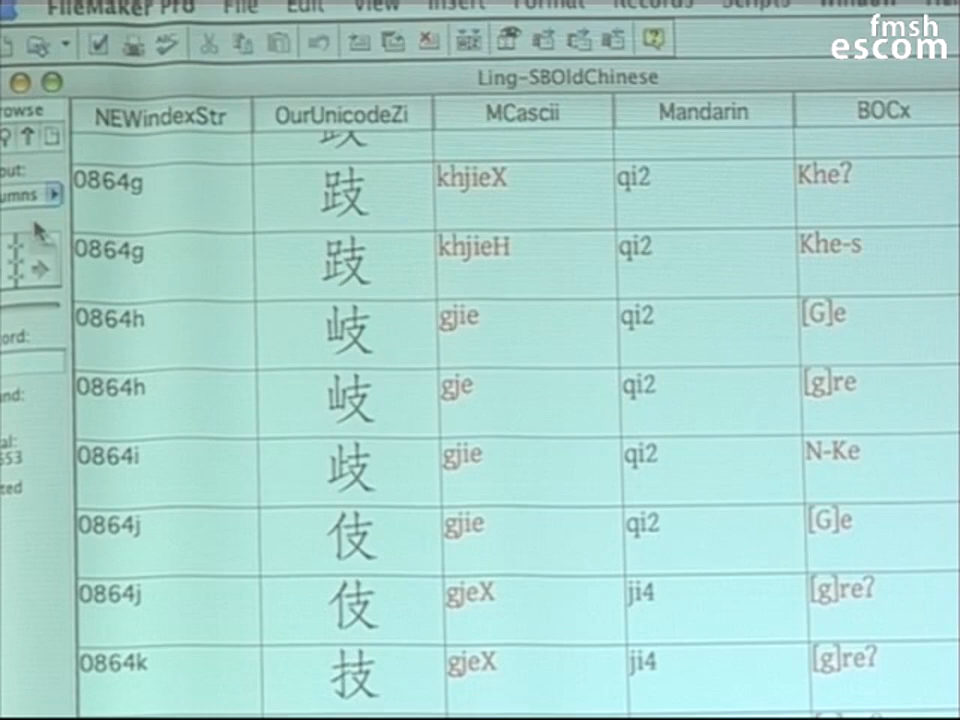 FileMaker Pro File Edit View Insert Format Records Scripts Window
fmsh
escom
Ling-SBOldChinese
NEWindexStr OurUnicodeZi MCascii Mandarin BOCx
0864g 跂 khjieX qi2 Khe?
0864g 跂 khjieH qi2 Khe-s
0864h 岐 gjie qi2 [G]e
0864h 岐 gje qi2 [g]re
0864i 歧 gjie qi2 N-Ke
0864j 伎 gjie qi2 [G]e
0864j 伎 gjeX ji4 [g]re?
0864k 技 gjeX ji4 [g]re?